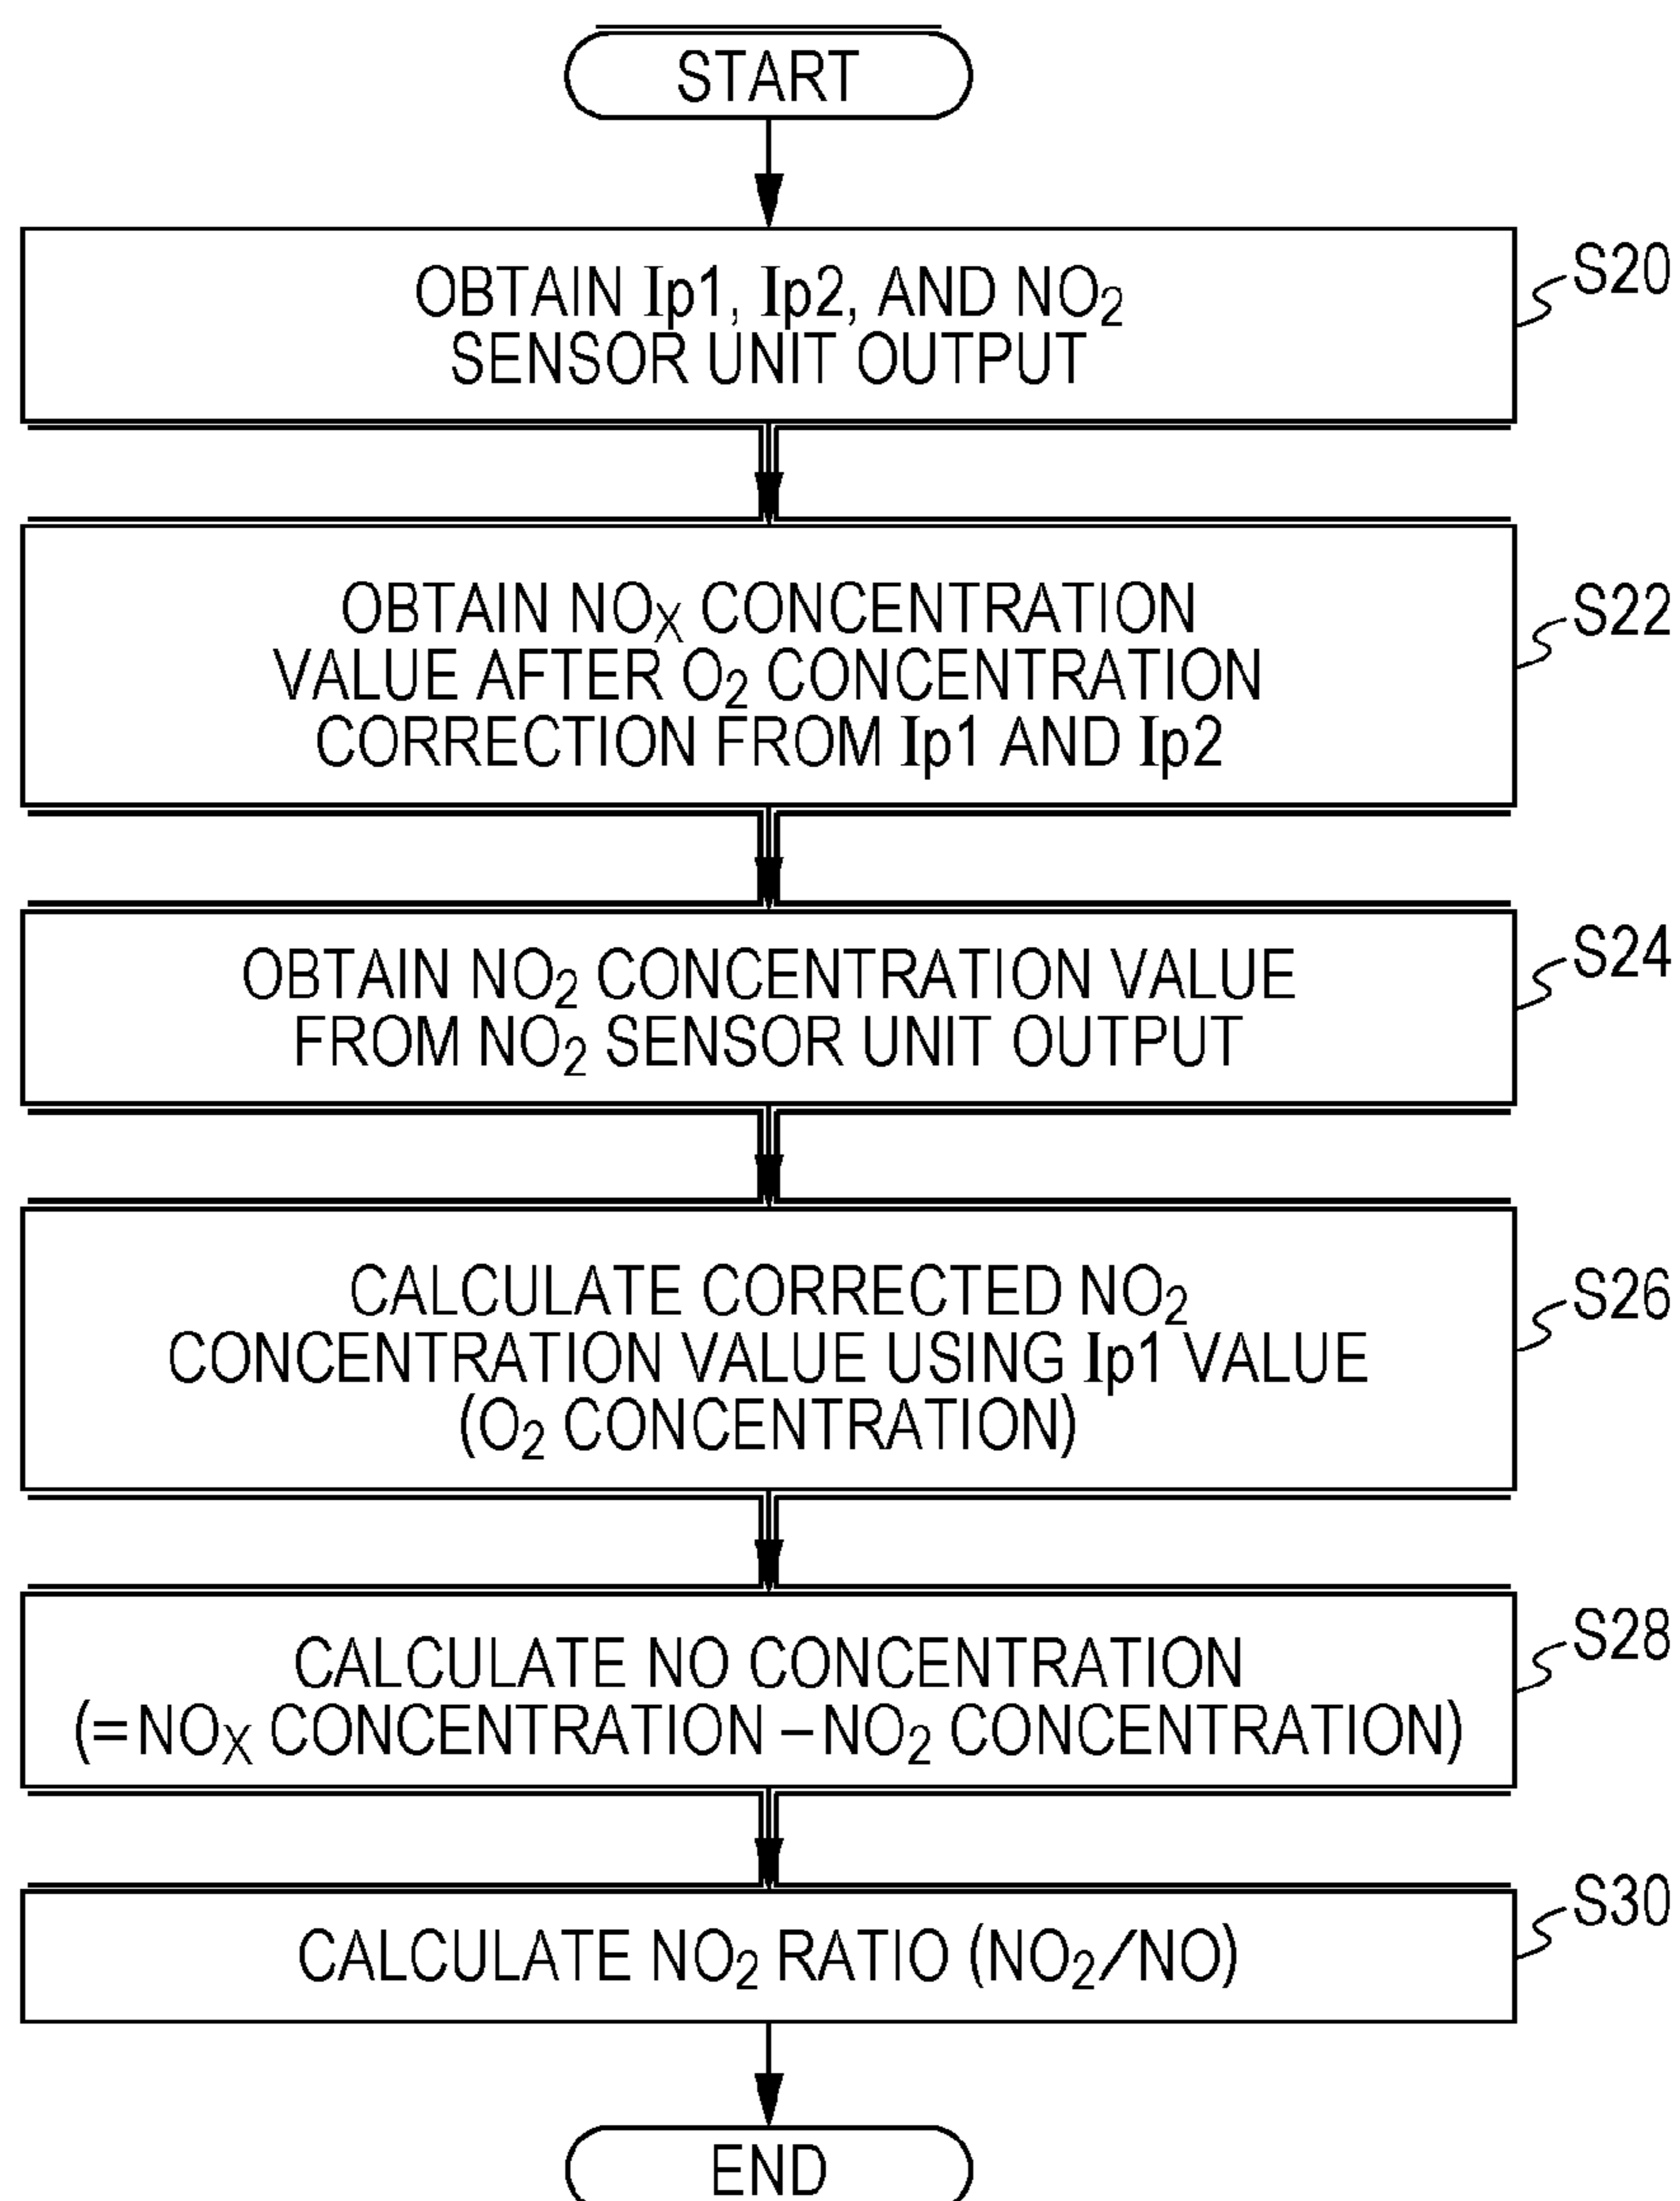 START
OBTAIN Ip1, Ip2, AND NO₂
SENSOR UNIT OUTPUT
S20
OBTAIN NOX CONCENTRATION
VALUE AFTER O₂ CONCENTRATION
CORRECTION FROM Ip1 AND Ip2
S22
OBTAIN NO₂ CONCENTRATION VALUE
FROM NO₂ SENSOR UNIT OUTPUT
S24
CALCULATE CORRECTED NO₂
CONCENTRATION VALUE USING Ip1 VALUE
(O₂ CONCENTRATION)
S26
CALCULATE NO CONCENTRATION
(=NOX CONCENTRATION –NO₂ CONCENTRATION)
S28
CALCULATE NO₂ RATIO (NO₂/NO)
S30
END